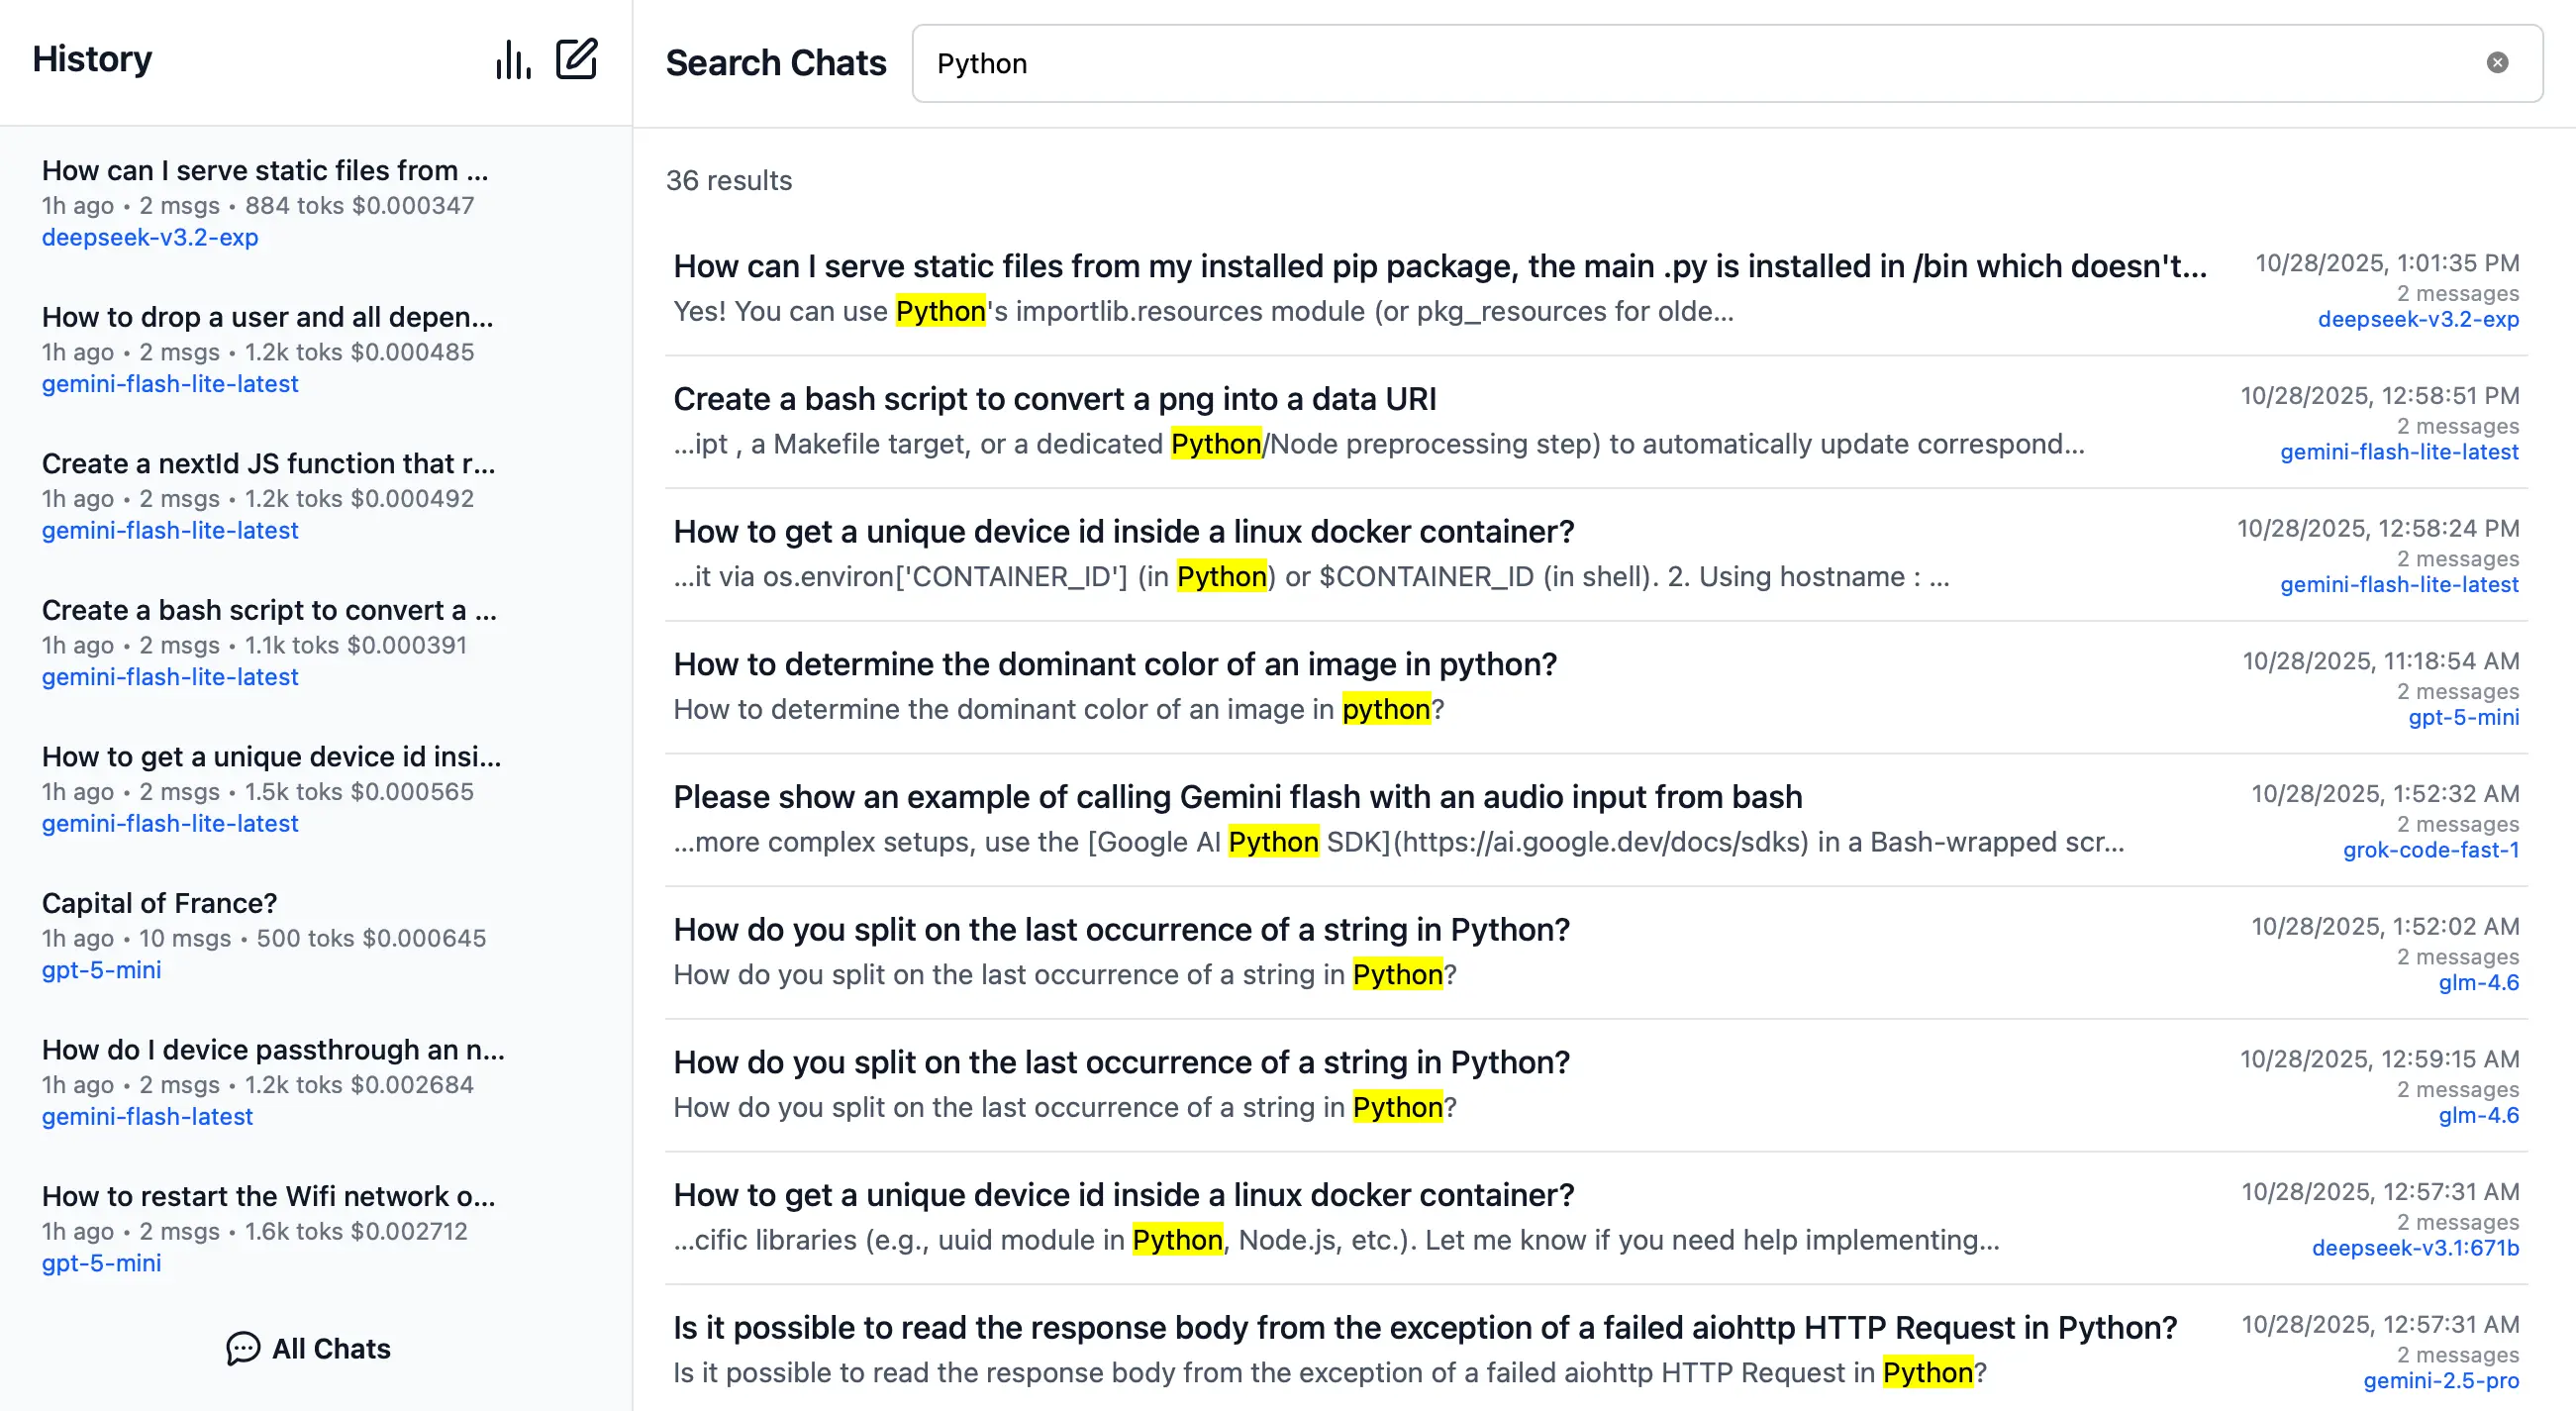 History
How can I serve static files from ...
1h ago • 2 msgs • 884 toks $0.000347
deepseek-v3.2-exp
How to drop a user and all depen...
1h ago • 2 msgs • 1.2k toks $0.000485
gemini-flash-lite-latest
Create a nextId JS function that r...
1h ago • 2 msgs • 1.2k toks $0.000492
gemini-flash-lite-latest
Create a bash script to convert a ...
1h ago • 2 msgs • 1.1k toks $0.000391
gemini-flash-lite-latest
How to get a unique device id insi...
1h ago • 2 msgs • 1.5k toks $0.000565
gemini-flash-lite-latest
Capital of France?
1h ago • 10 msgs • 500 toks $0.000645
gpt-5-mini
How do I device passthrough an n...
1h ago • 2 msgs • 1.2k toks $0.002684
gemini-flash-latest
How to restart the Wifi network o...
1h ago • 2 msgs • 1.6k toks $0.002712
gpt-5-mini
All Chats
Search Chats
Python
36 results
How can I serve static files from my installed pip package, the main .py is installed in /bin which doesn't...
Yes! You can use Python's importlib.resources module (or pkg_resources for olde...
10/28/2025, 1:01:35 PM
2 messages
deepseek-v3.2-exp
Create a bash script to convert a png into a data URI
...ipt , a Makefile target, or a dedicated Python/Node preprocessing step) to automatically update correspond...
10/28/2025, 12:58:51 PM
2 messages
gemini-flash-lite-latest
How to get a unique device id inside a linux docker container?
...it via os.environ['CONTAINER_ID'] (in Python) or $CONTAINER_ID (in shell). 2. Using hostname : ...
10/28/2025, 12:58:24 PM
2 messages
gemini-flash-lite-latest
How to determine the dominant color of an image in python?
How to determine the dominant color of an image in python?
10/28/2025, 11:18:54 AM
2 messages
gpt-5-mini
Please show an example of calling Gemini flash with an audio input from bash
...more complex setups, use the [Google AI Python SDK](https://ai.google.dev/docs/sdks) in a Bash-wrapped scr...
10/28/2025, 1:52:32 AM
2 messages
grok-code-fast-1
How do you split on the last occurrence of a string in Python?
How do you split on the last occurrence of a string in Python?
10/28/2025, 1:52:02 AM
2 messages
glm-4.6
How do you split on the last occurrence of a string in Python?
How do you split on the last occurrence of a string in Python?
10/28/2025, 12:59:15 AM
2 messages
glm-4.6
How to get a unique device id inside a linux docker container?
...cific libraries (e.g., uuid module in Python, Node.js, etc.). Let me know if you need help implementing...
10/28/2025, 12:57:31 AM
2 messages
deepseek-v3.1:671b
Is it possible to read the response body from the exception of a failed aiohttp HTTP Request in Python?
Is it possible to read the response body from the exception of a failed aiohttp HTTP Request in Python?
10/28/2025, 12:57:31 AM
2 messages
gemini-2.5-pro